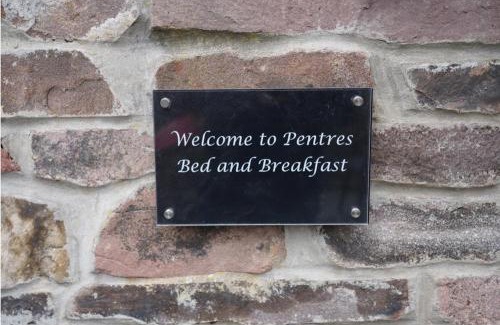 Welcome to Pentres
Bed and Breakfast